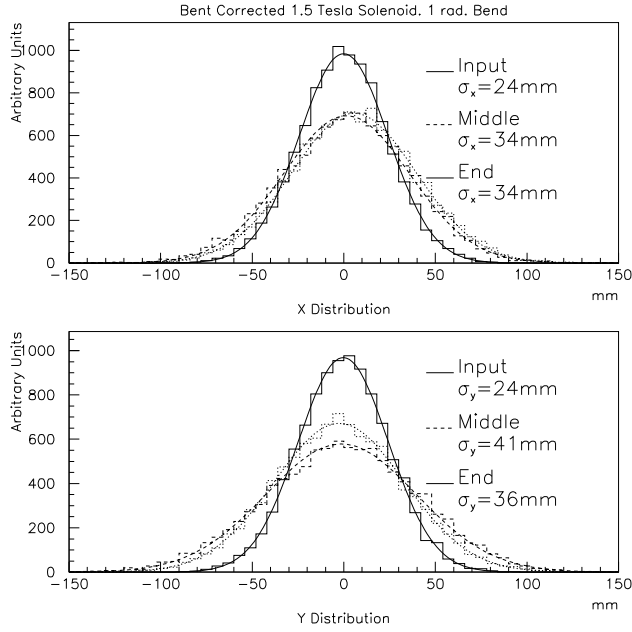 Bent Corrected 1.5 Tesla Solenoid. 1 rad. Bend
Arbitrary Units
1000
800
600
400
200
0
Input
σx=24mm
Middle
σx=34mm
End
σx=34mm
−150 −100 −50 0 50 100 150
mm
X Distribution
Arbitrary Units
1000
800
600
400
200
0
Input
σy=24mm
Middle
σy=41mm
End
σy=36mm
−150 −100 −50 0 50 100 150
mm
Y Distribution